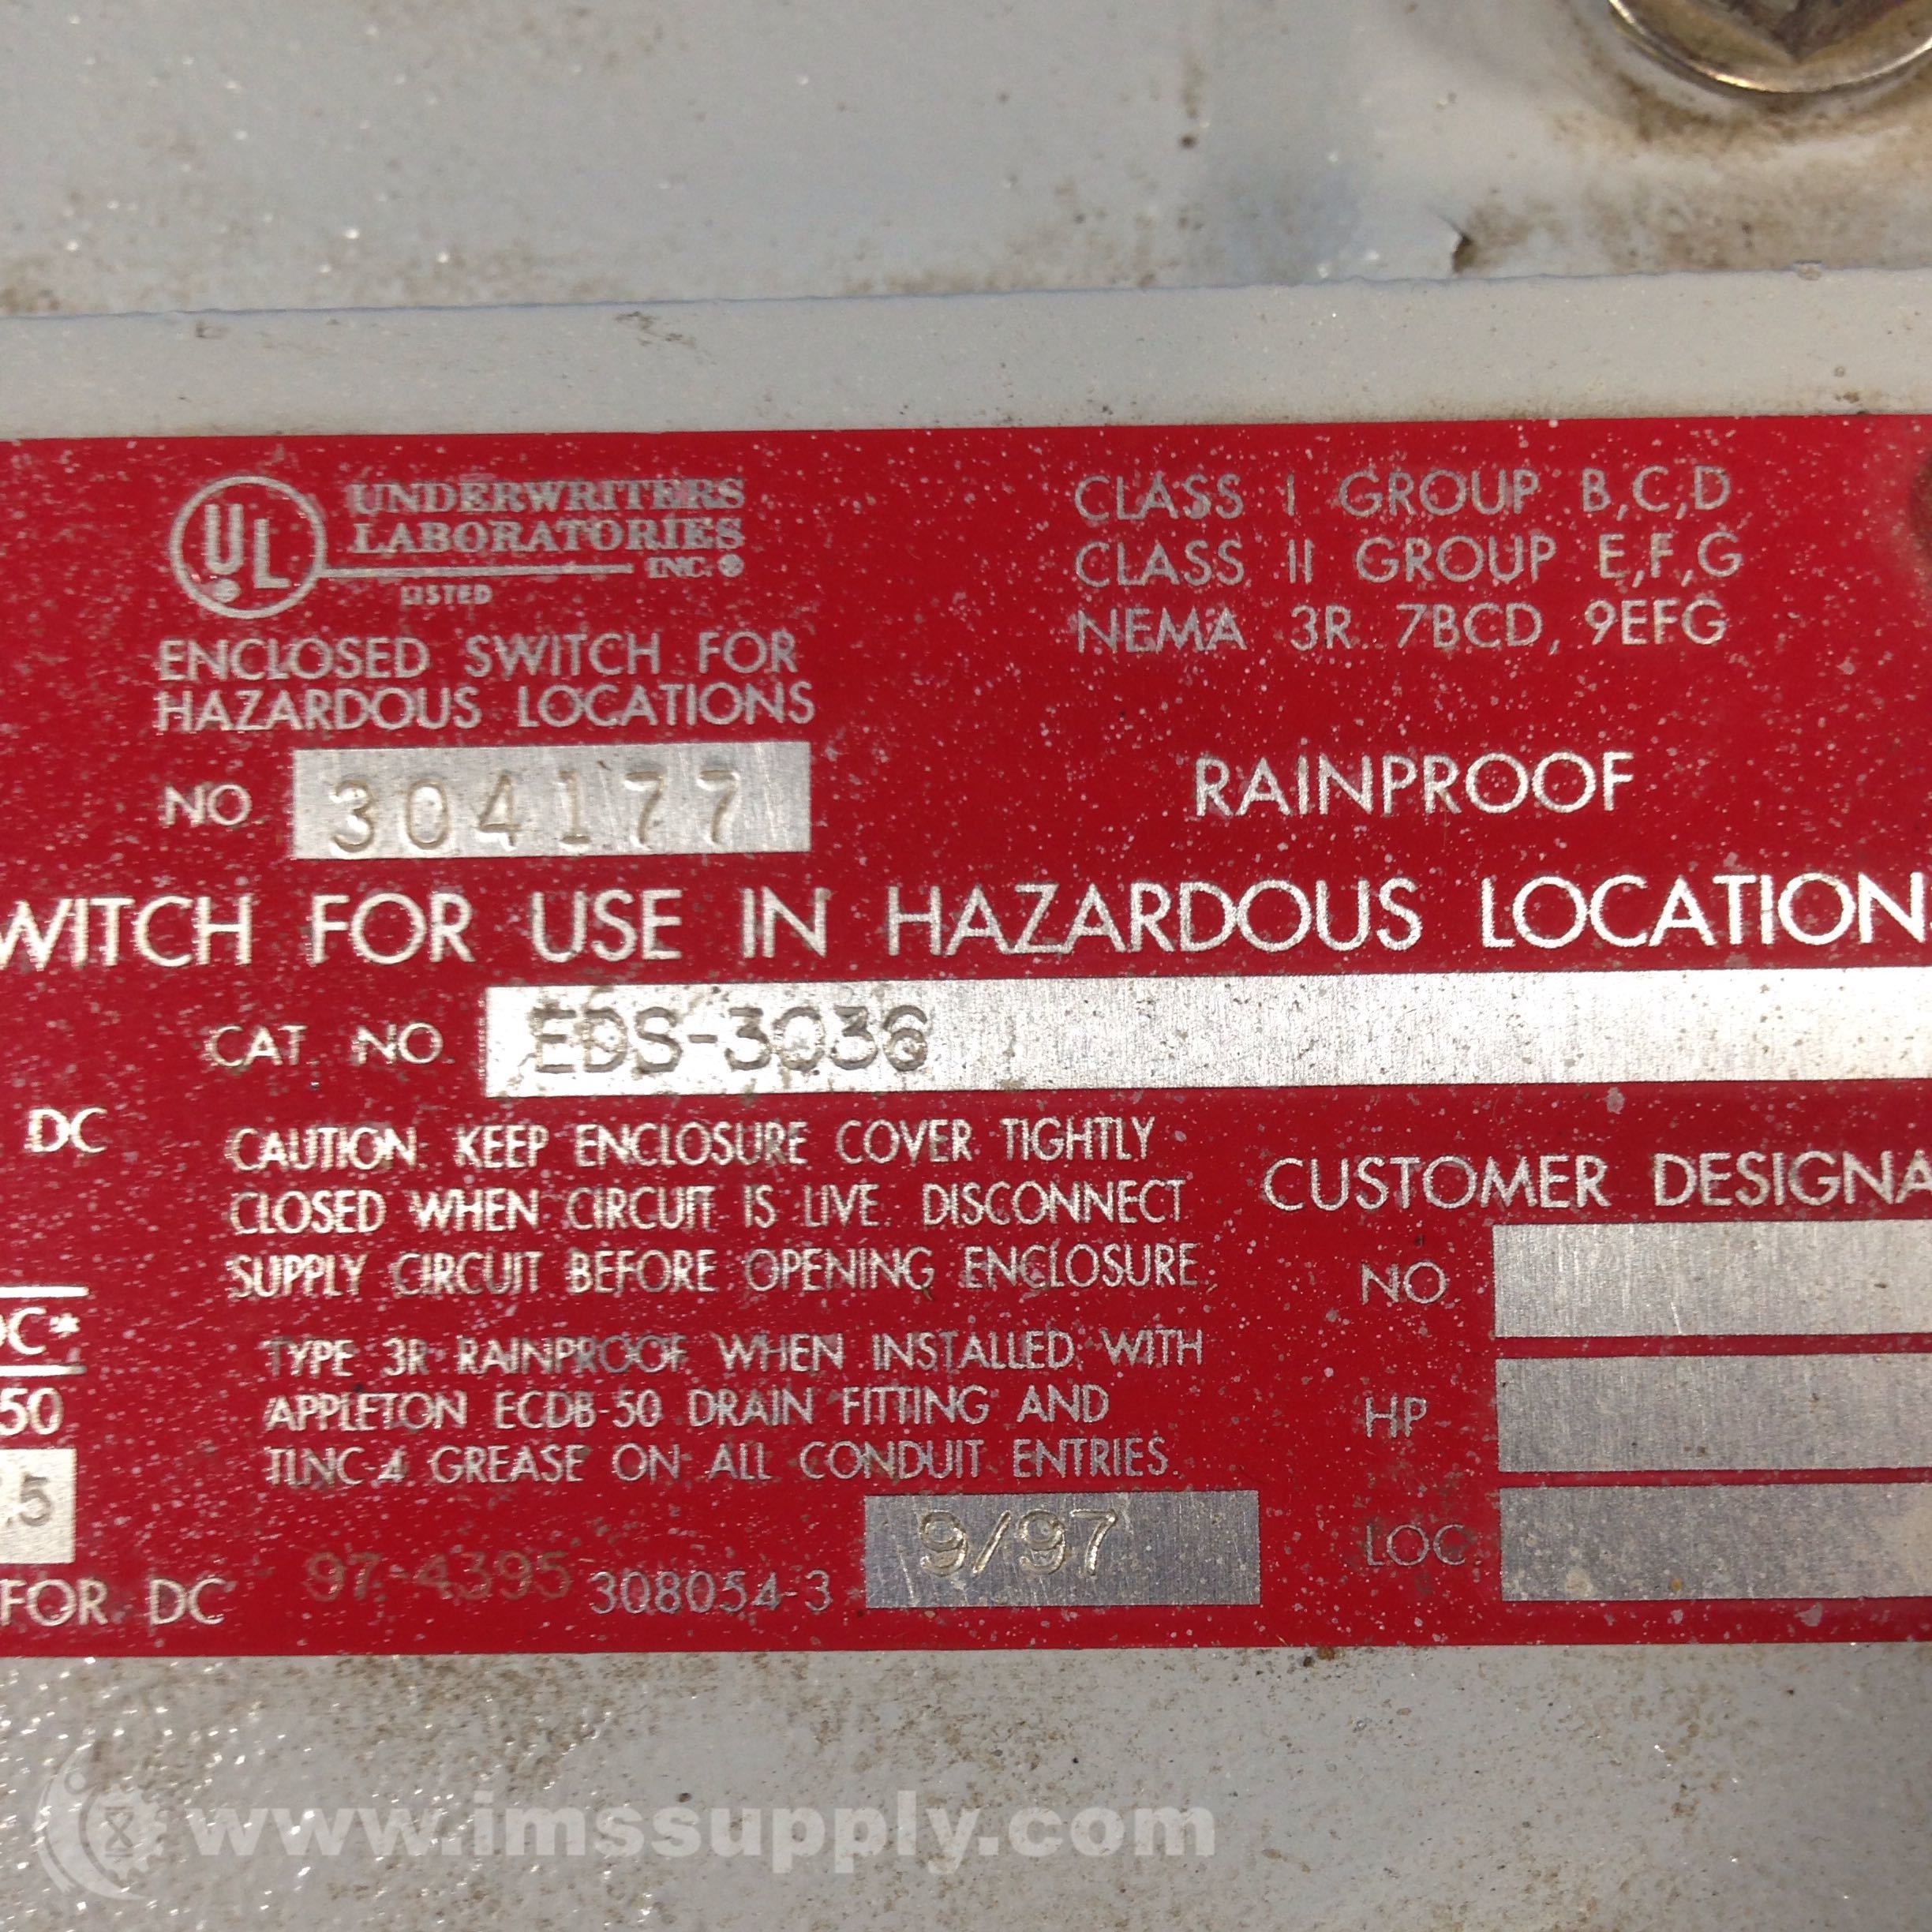 UL
UNDERWRITERS
LABORATORIES
INC.®
LISTED
ENCLOSED SWITCH FOR
HAZARDOUS LOCATIONS
NO. 304177
CLASS I GROUP B,C,D
CLASS II GROUP E,F,G
NEMA 3R 7BCD, 9EFG
RAINPROOF
WITCH FOR USE IN HAZARDOUS LOCATION
CAT. NO. EDS-3036
DC
CAUTION: KEEP ENCLOSURE COVER TIGHTLY
CLOSED WHEN CIRCUIT IS LIVE. DISCONNECT
SUPPLY CIRCUIT BEFORE OPENING ENCLOSURE.
DC*
50
.5
FOR DC
TYPE 3R RAINPROOF WHEN INSTALLED WITH
APPLETON ECDB-50 DRAIN FITTING AND
TLNC-4 GREASE ON ALL CONDUIT ENTRIES.
97-4395 308054-3 9/97
CUSTOMER DESIGNA
NO.
HP
LOC.
www.imssupply.com